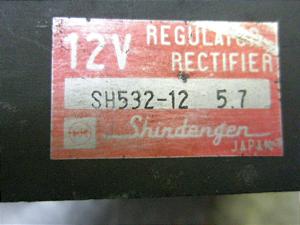 12V REGULATOR
RECTIFIER
SH532-12 5.7
Shindengen
JAPAN